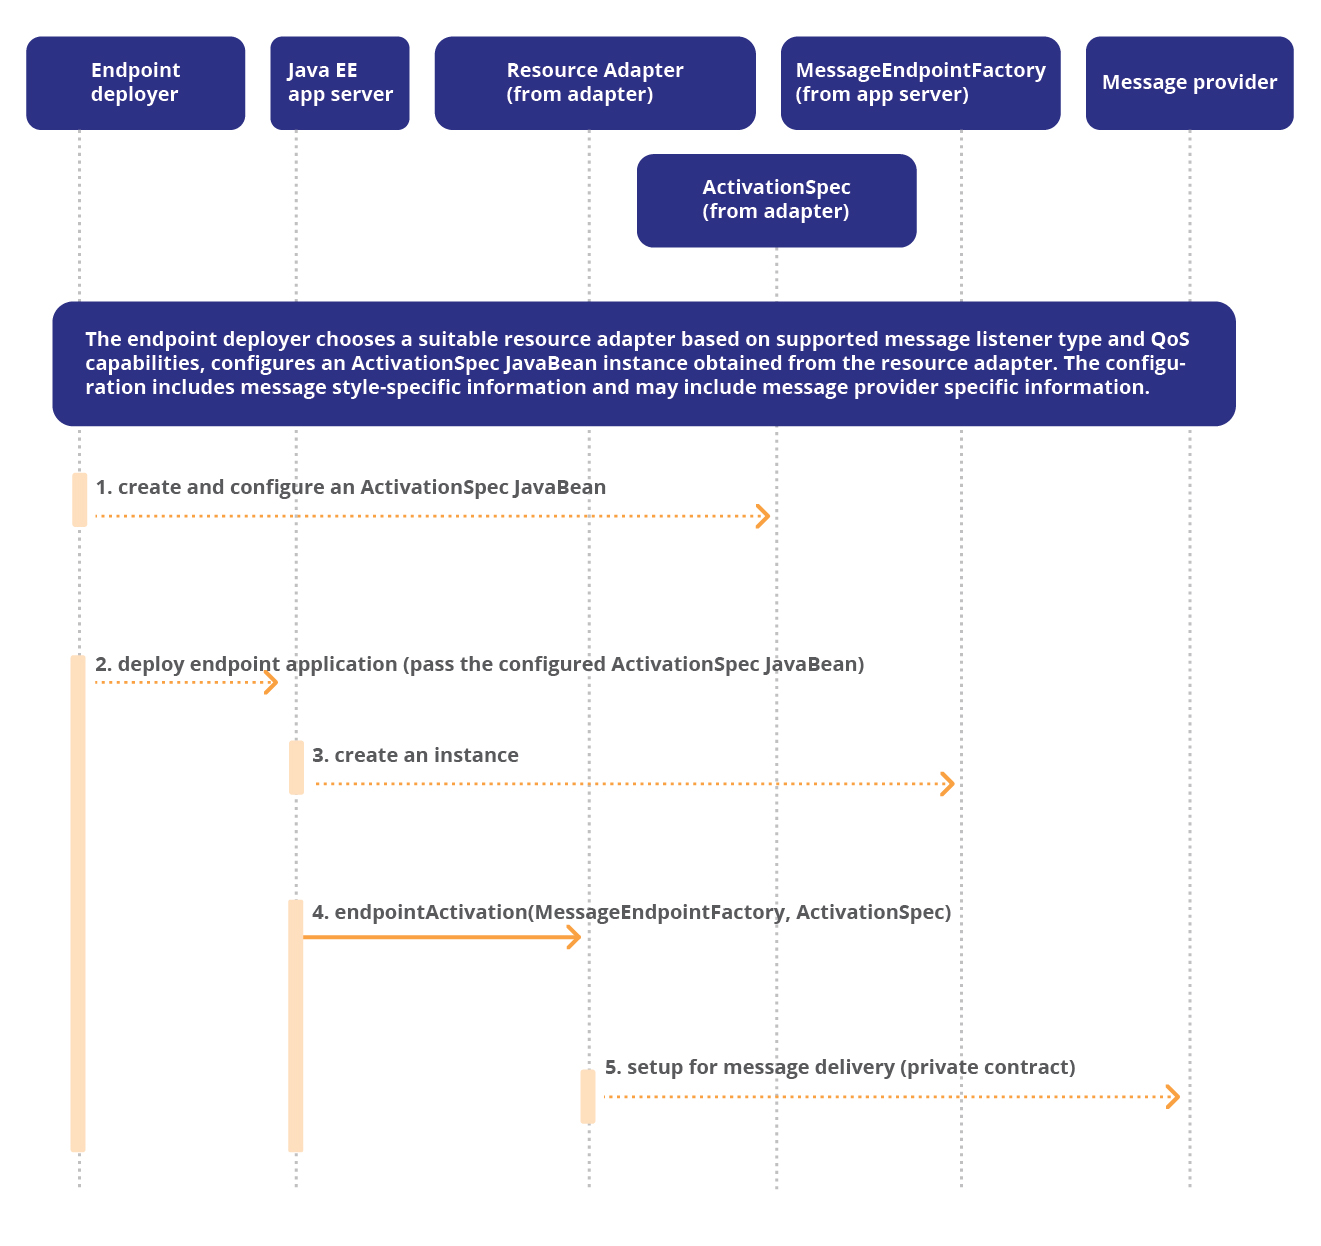 Endpoint
deployer
Java EE
app server
Resource Adapter
(from adapter)
MessageEndpointFactory
(from app server)
Message provider
ActivationSpec
(from adapter)
The endpoint deployer chooses a suitable resource adapter based on supported message listener type and QoS
capabilities, configures an ActivationSpec JavaBean instance obtained from the resource adapter. The configu-
ration includes message style-specific information and may include message provider specific information.
1. create and configure an ActivationSpec JavaBean
2. deploy endpoint application (pass the configured ActivationSpec JavaBean)
3. create an instance
4. endpointActivation(MessageEndpointFactory, ActivationSpec)
5. setup for message delivery (private contract)